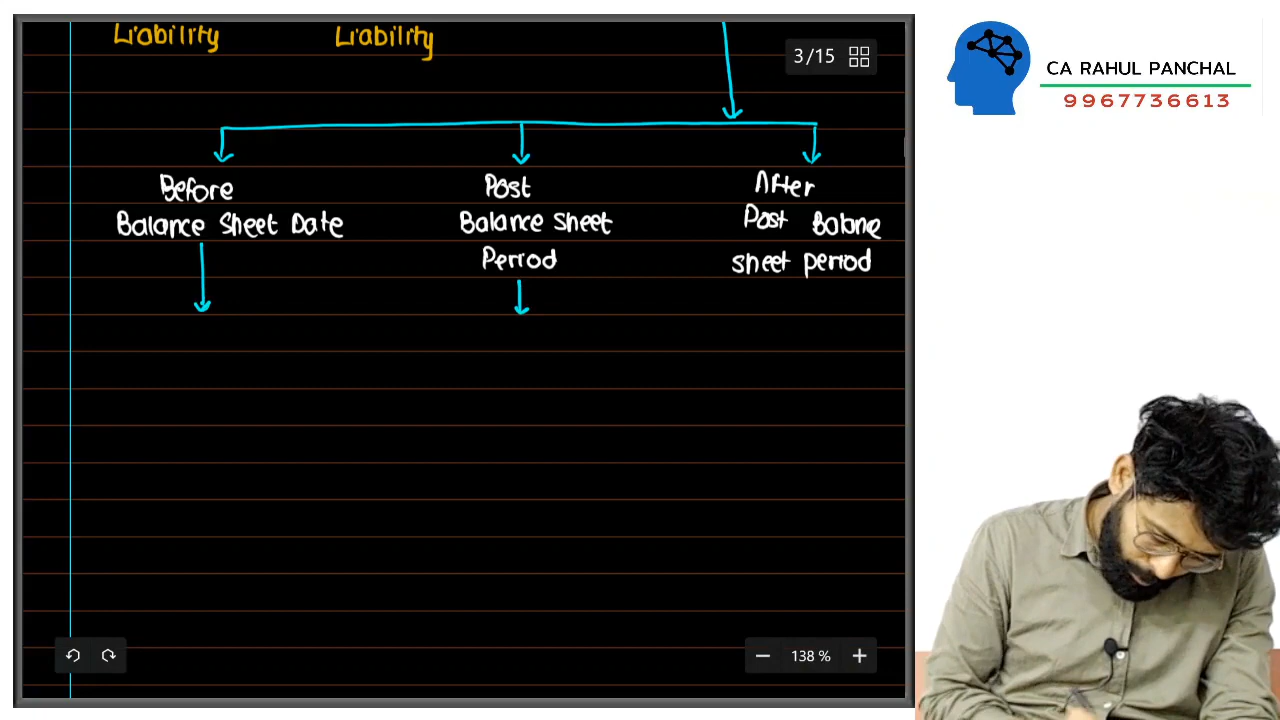 Liability Liability
3/15
CA RAHUL PANCHAL
9967736613
Before
Balance Sheet Date
Post
Balance Sheet
Period
After
Post Balance
sheet period
138 %